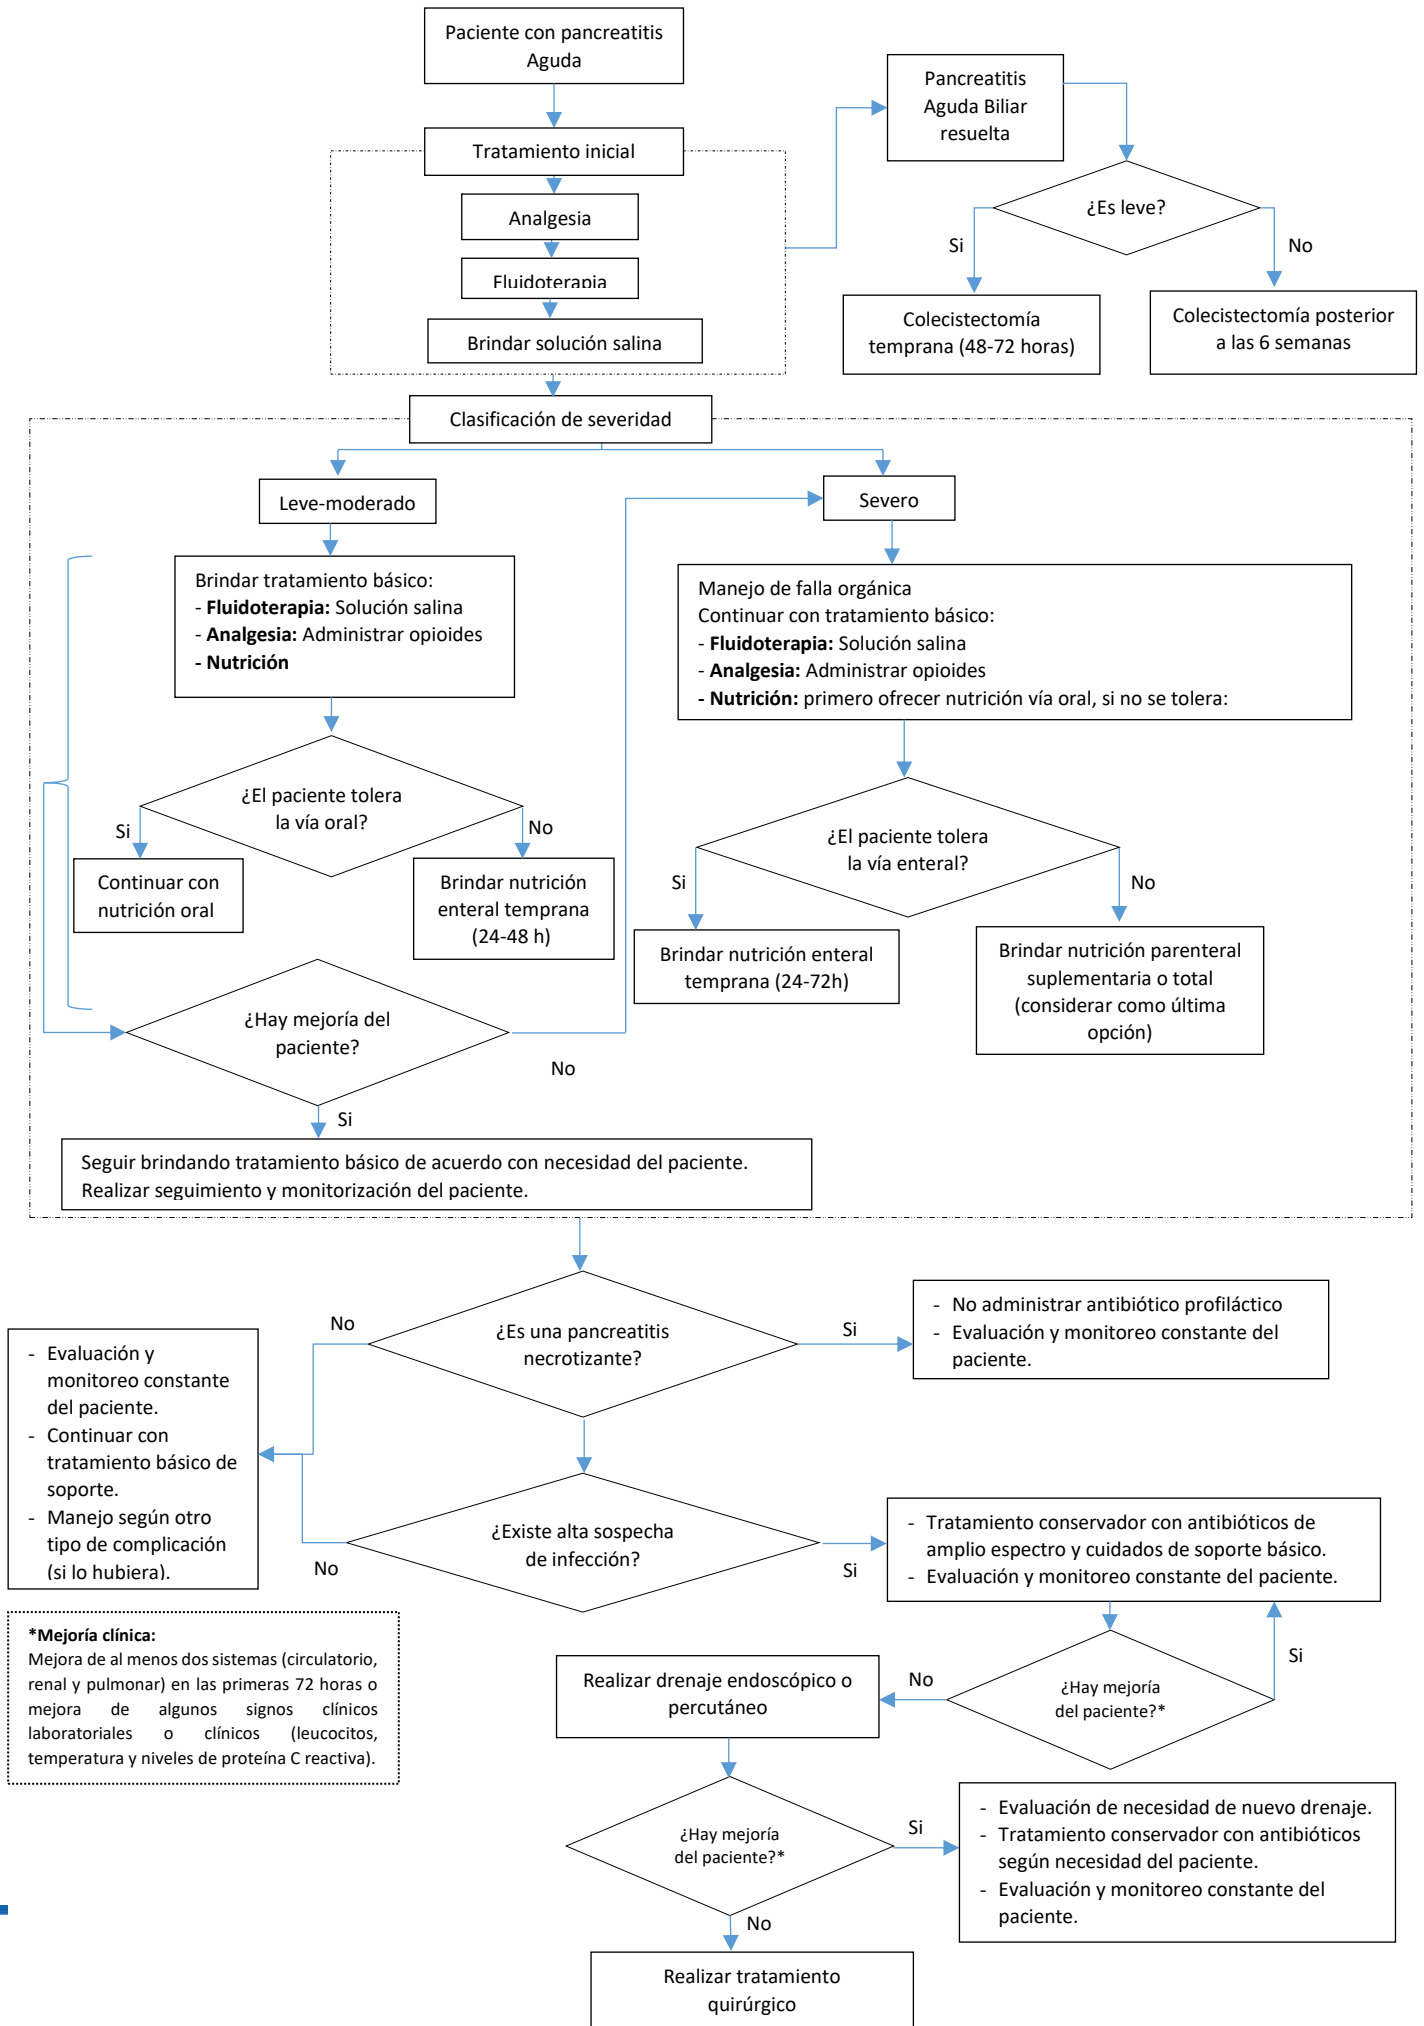 Paciente con pancreatitis
Aguda
Pancreatitis
Aguda Biliar
resuelta
Tratamiento inicial
Analgesia
¿Es leve?
Si
No
Fluidoterapia
Colecistectomía
temprana (48-72 horas)
Colecistectomía posterior
a las 6 semanas
Brindar solución salina
Clasificación de severidad
Leve-moderado
Severo
Brindar tratamiento básico:
- Fluidoterapia: Solución salina
- Analgesia: Administrar opioides
- Nutrición
Manejo de falla orgánica
Continuar con tratamiento básico:
- Fluidoterapia: Solución salina
- Analgesia: Administrar opioides
- Nutrición: primero ofrecer nutrición vía oral, si no se tolera:
¿El paciente tolera
la vía oral?
Si
No
Continuar con
nutrición oral
Brindar nutrición
enteral temprana
(24-48 h)
¿El paciente tolera
la vía enteral?
Si
No
Brindar nutrición enteral
temprana (24-72h)
Brindar nutrición parenteral
suplementaria o total
(considerar como última
opción)
¿Hay mejoría del
paciente?
No
Si
Seguir brindando tratamiento básico de acuerdo con necesidad del paciente.
Realizar seguimiento y monitorización del paciente.
¿Es una pancreatitis
necrotizante?
No
Si
- No administrar antibiótico profiláctico
- Evaluación y monitoreo constante del
paciente.
- Evaluación y
monitoreo constante
del paciente.
- Continuar con
tratamiento básico de
soporte.
- Manejo según otro
tipo de complicación
(si lo hubiera).
¿Existe alta sospecha
de infección?
No
Si
- Tratamiento conservador con antibióticos de
amplio espectro y cuidados de soporte básico.
- Evaluación y monitoreo constante del paciente.
*Mejoría clínica:
Mejora de al menos dos sistemas (circulatorio,
renal y pulmonar) en las primeras 72 horas o
mejora de algunos signos clínicos
laboratoriales o clínicos (leucocitos,
temperatura y niveles de proteína C reactiva).
¿Hay mejoría
del paciente?*
Si
No
Realizar drenaje endoscópico o
percutáneo
¿Hay mejoría
del paciente?*
Si
No
- Evaluación de necesidad de nuevo drenaje.
- Tratamiento conservador con antibióticos
según necesidad del paciente.
- Evaluación y monitoreo constante del
paciente.
Realizar tratamiento
quirúrgico